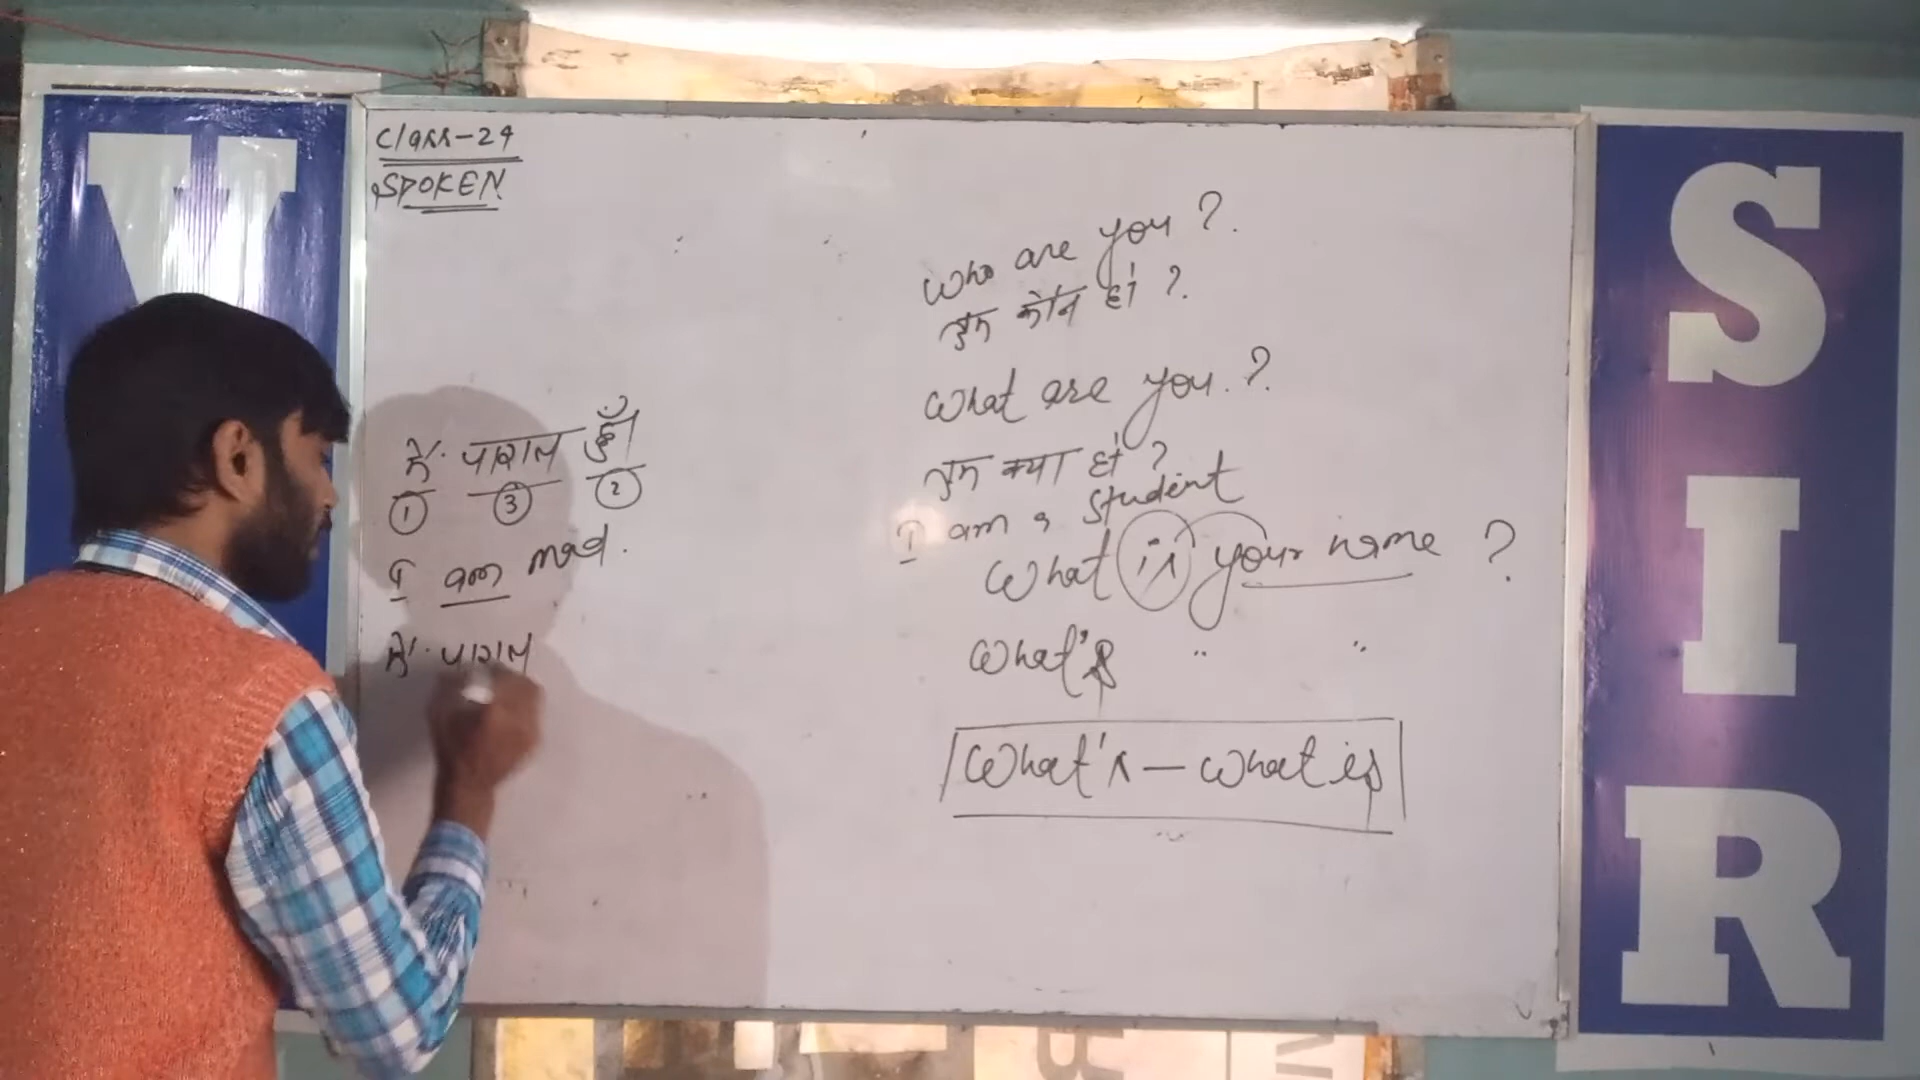 V
Class-24
SPOKEN
मैं पागल हूँ।
1 3 2
I am mad.
मैं पागल
Who are you ?
तुम कौन हो ?
What are you ?
तुम क्या हो ?
I am a student
What is your name ?
What's " "
What's - What is
S
I
R